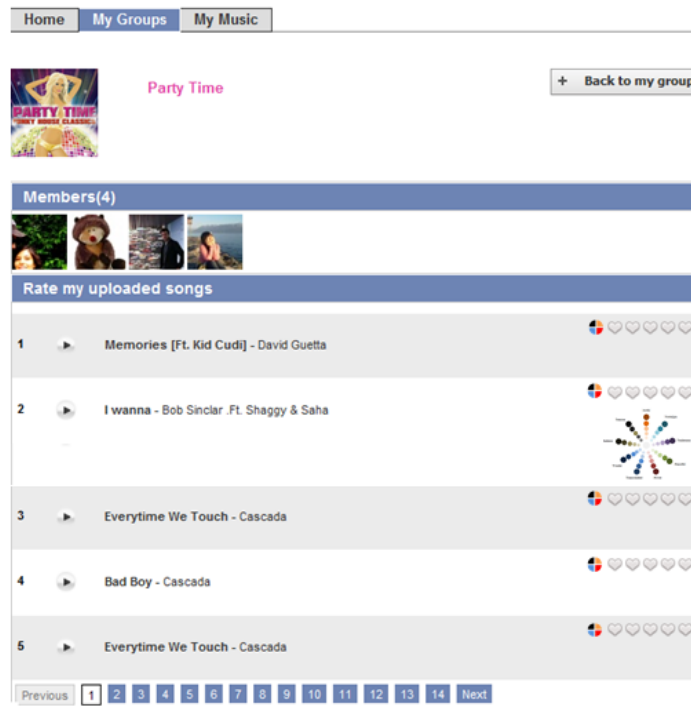 Home My Groups My Music
PARTY TIME
FUNKY HOUSE CLASSICS
Party Time
+ Back to my group
Members(4)
Rate my uploaded songs
1 Memories [Ft. Kid Cudi] - David Guetta
2 I wanna - Bob Sinclar .Ft. Shaggy & Saha
3 Everytime We Touch - Cascada
4 Bad Boy - Cascada
5 Everytime We Touch - Cascada
Previous 1 2 3 4 5 6 7 8 9 10 11 12 13 14 Next